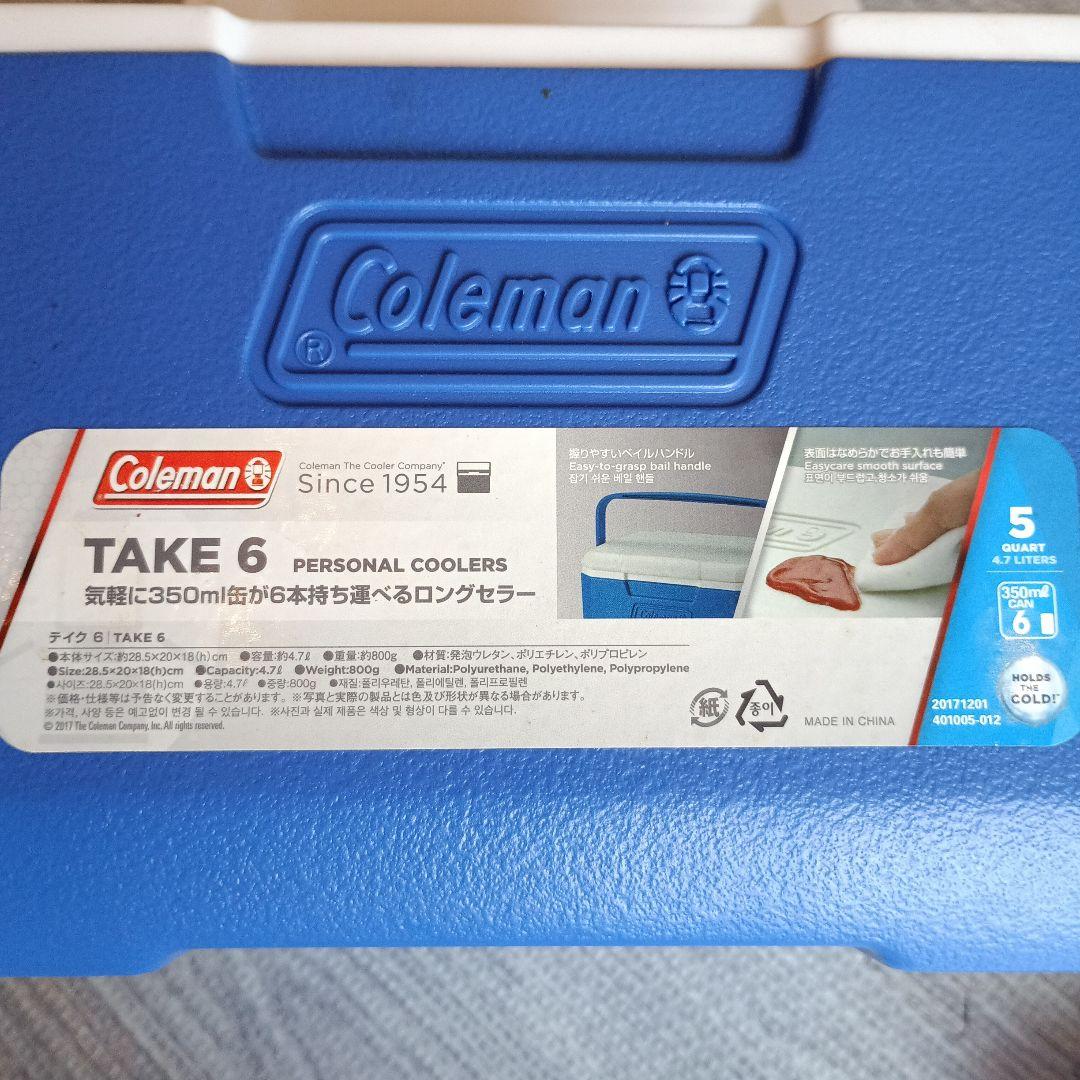 Coleman
®
Coleman
Coleman The Cooler Company®
Since 1954
握りやすいベイルハンドル
Easy-to-grasp bail handle
잡기 쉬운 베일 핸들
表面はなめらかでお手入れも簡単
Easycare smooth surface
표면이 부드럽고 청소가 쉬움
5
QUART
4.7 LITERS
350ml
CAN
6
HOLDS
THE
COLD!™
TAKE 6 PERSONAL COOLERS
気軽に350ml缶が6本持ち運べるロングセラー
テイク 6 | TAKE 6
●本体サイズ:約28.5×20×18(h)cm ●容量:約4.7ℓ ●重量:約800g ●材質:発泡ウレタン、ポリエチレン、ポリプロピレン
●Size:28.5×20×18(h)cm ●Capacity:4.7ℓ ●Weight:800g ●Material:Polyurethane, Polyethylene, Polypropylene
●사이즈:28.5×20×18(h)cm ●용량:4.7ℓ ●중량:800g ●재질:폴리우레탄, 폴리에틸렌, 폴리프로필렌
※価格・仕様等は予告なく変更することがあります。 ※写真と実際の製品とは色及び形状が異なる場合があります。
※가격, 사양 등은 예고없이 변경 될 수 있습니다. ※사진과 실제 제품은 색상 및 형상이 다를 수 있습니다.
© 2017 The Coleman Company, Inc. All rights reserved.
紙
종이
MADE IN CHINA
20171201
401005-012